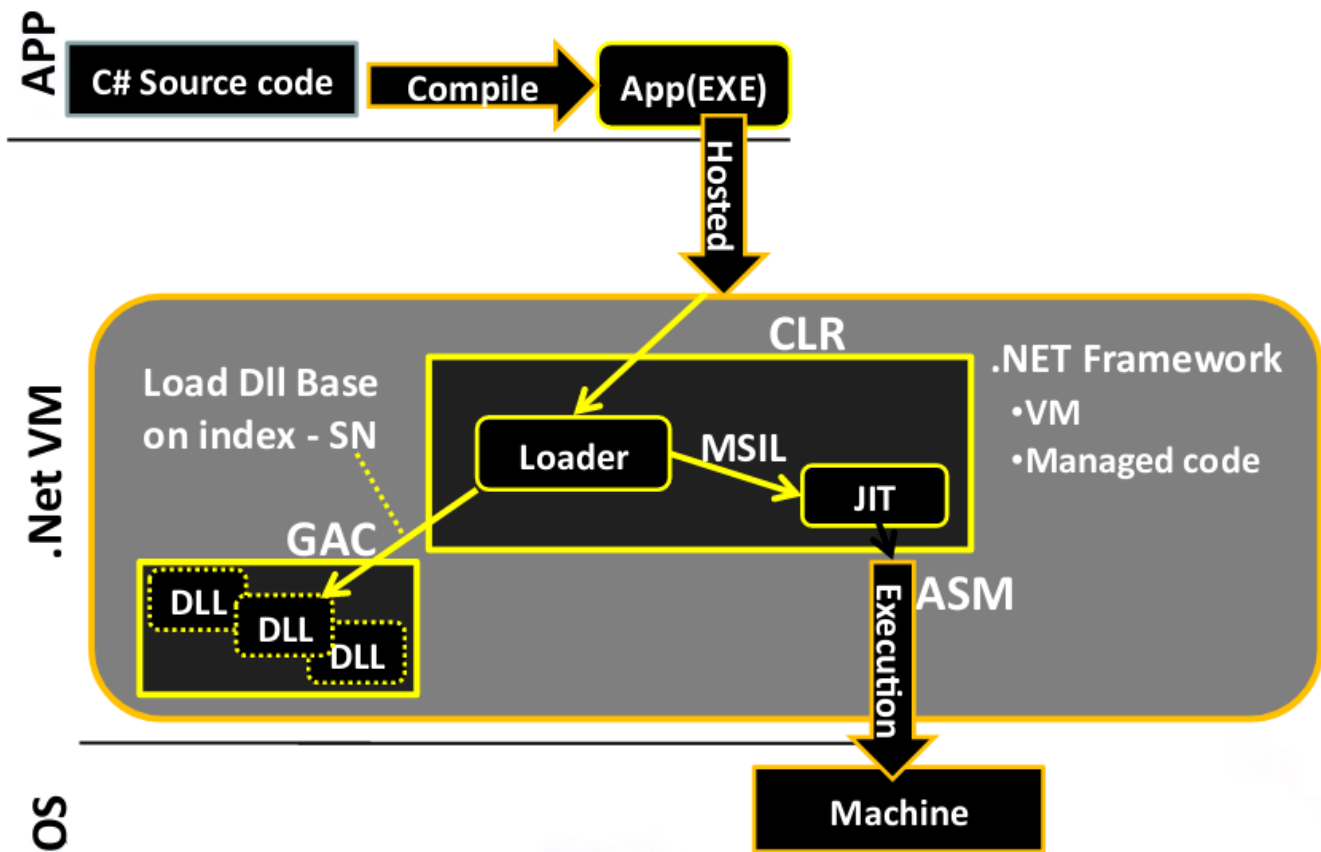 APP
C# Source code
Compile
App(EXE)
Hosted
.Net VM
CLR
.NET Framework
•VM
•Managed code
Load Dll Base
on index - SN
Loader
MSIL
JIT
GAC
DLL
DLL
DLL
ASM
Execution
OS
Machine